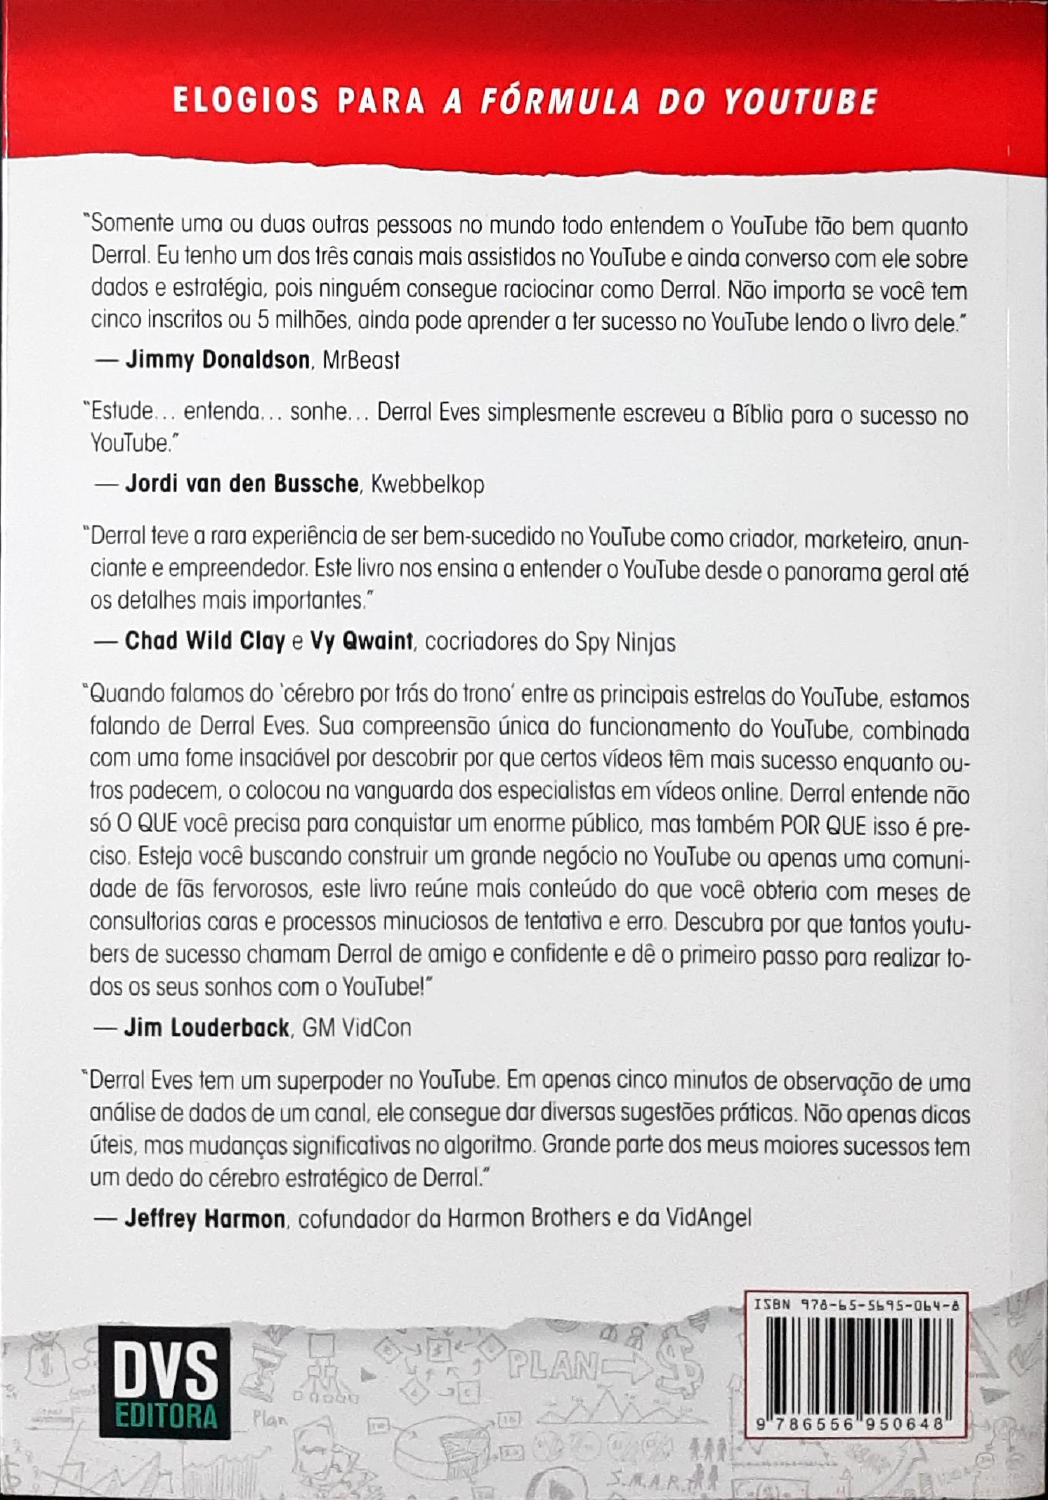 ELOGIOS PARA A FÓRMULA DO YOUTUBE
“Somente uma ou duas outras pessoas no mundo todo entendem o YouTube tão bem quanto
Derral. Eu tenho um dos três canais mais assistidos no YouTube e ainda converso com ele sobre
dados e estratégia, pois ninguém consegue raciocinar como Derral. Não importa se você tem
cinco inscritos ou 5 milhões, ainda pode aprender a ter sucesso no YouTube lendo o livro dele.”
— Jimmy Donaldson, MrBeast
“Estude... entenda... sonhe... Derral Eves simplesmente escreveu a Bíblia para o sucesso no
YouTube.”
— Jordi van den Bussche, Kwebbelkop
“Derral teve a rara experiência de ser bem-sucedido no YouTube como criador, marketeiro, anun-
ciante e empreendedor. Este livro nos ensina a entender o YouTube desde o panorama geral até
os detalhes mais importantes.”
— Chad Wild Clay e Vy Qwaint, cocriadores do Spy Ninjas
“Quando falamos do ‘cérebro por trás do trono’ entre as principais estrelas do YouTube, estamos
falando de Derral Eves. Sua compreensão única do funcionamento do YouTube, combinada
com uma fome insaciável por descobrir por que certos vídeos têm mais sucesso enquanto ou-
tros padecem, o colocou na vanguarda dos especialistas em vídeos online. Derral entende não
só O QUE você precisa para conquistar um enorme público, mas também POR QUE isso é pre-
ciso. Esteja você buscando construir um grande negócio no YouTube ou apenas uma comuni-
dade de fãs fervorosos, este livro reúne mais conteúdo do que você obteria com meses de
consultorias caras e processos minuciosos de tentativa e erro. Descubra por que tantos youtu-
bers de sucesso chamam Derral de amigo e confidente e dê o primeiro passo para realizar to-
dos os seus sonhos com o YouTube!”
— Jim Louderback, GM VidCon
“Derral Eves tem um superpoder no YouTube. Em apenas cinco minutos de observação de uma
análise de dados de um canal, ele consegue dar diversas sugestões práticas. Não apenas dicas
úteis, mas mudanças significativas no algoritmo. Grande parte dos meus maiores sucessos tem
um dedo do cérebro estratégico de Derral.”
— Jeffrey Harmon, cofundador da Harmon Brothers e da VidAngel
ISBN 978-65-5695-064-8
PLAN
DVS
EDITORA
Plan
9 786556 950648
S.M.A.R.